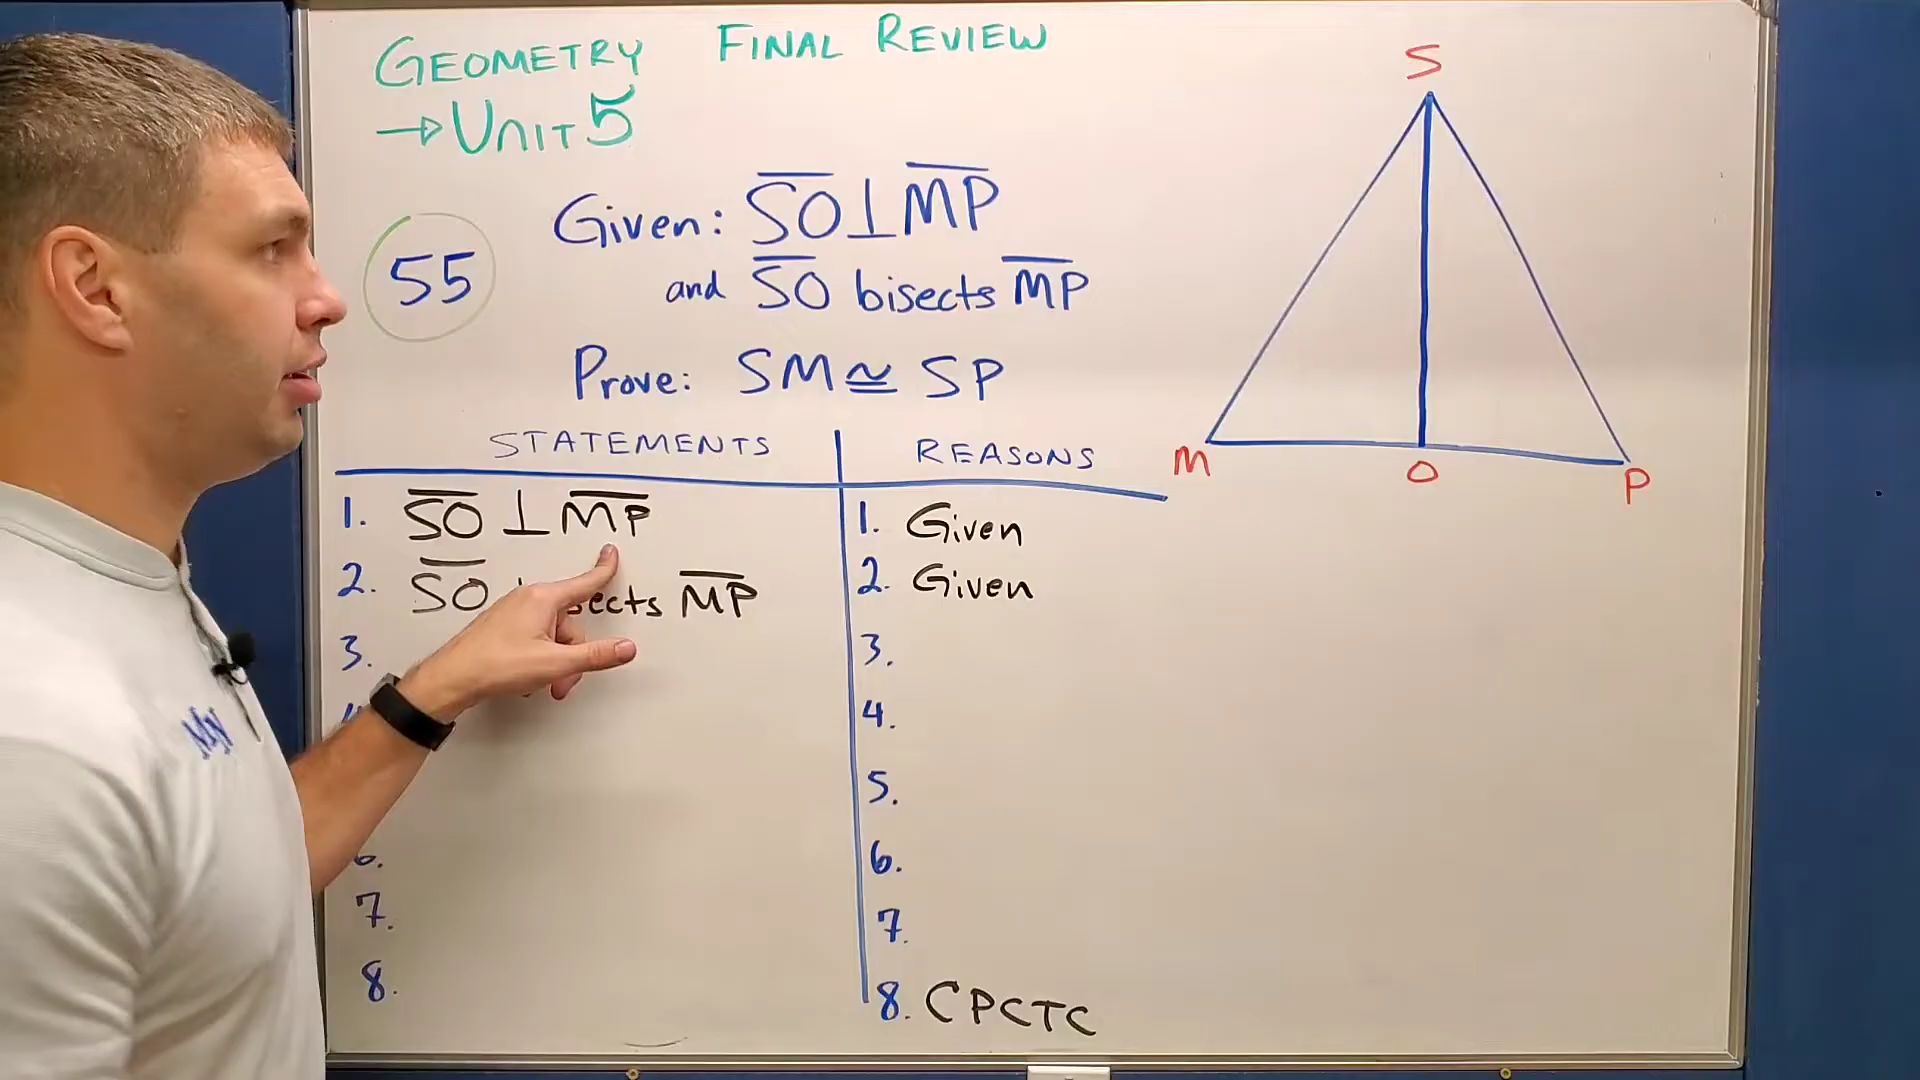 GEOMETRY FINAL REVIEW
→ UNIT 5
55
Given: SO ⊥ MP
and SO bisects MP
Prove: SM ≅ SP
STATEMENTS REASONS
1. SO ⊥ MP 1. Given
2. SO MP 2. Given
3. 3.
4.
5.
6. 6.
7. 7.
8. 8. CPCTC
S
M O P